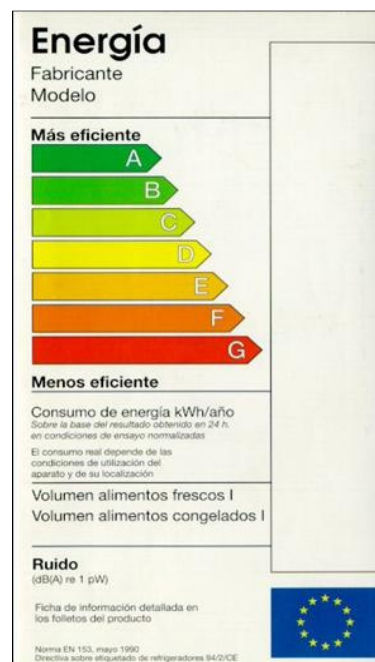 Energía
Fabricante
Modelo
Más eficiente
A
B
C
D
E
F
G
Menos eficiente
Consumo de energía kWh/año
Sobre la base del resultado obtenido en 24 h.
en condiciones de ensayo normalizadas
El consumo real depende de las
condiciones de utilización del
aparato y de su localización
Volumen alimentos frescos l
Volumen alimentos congelados l
Ruido
(dB(A) re 1 pW)
Ficha de información detallada en
los folletos del producto
Norma EN 153, mayo 1990
Directiva sobre etiquetado de refrigeradores 94/2/CE